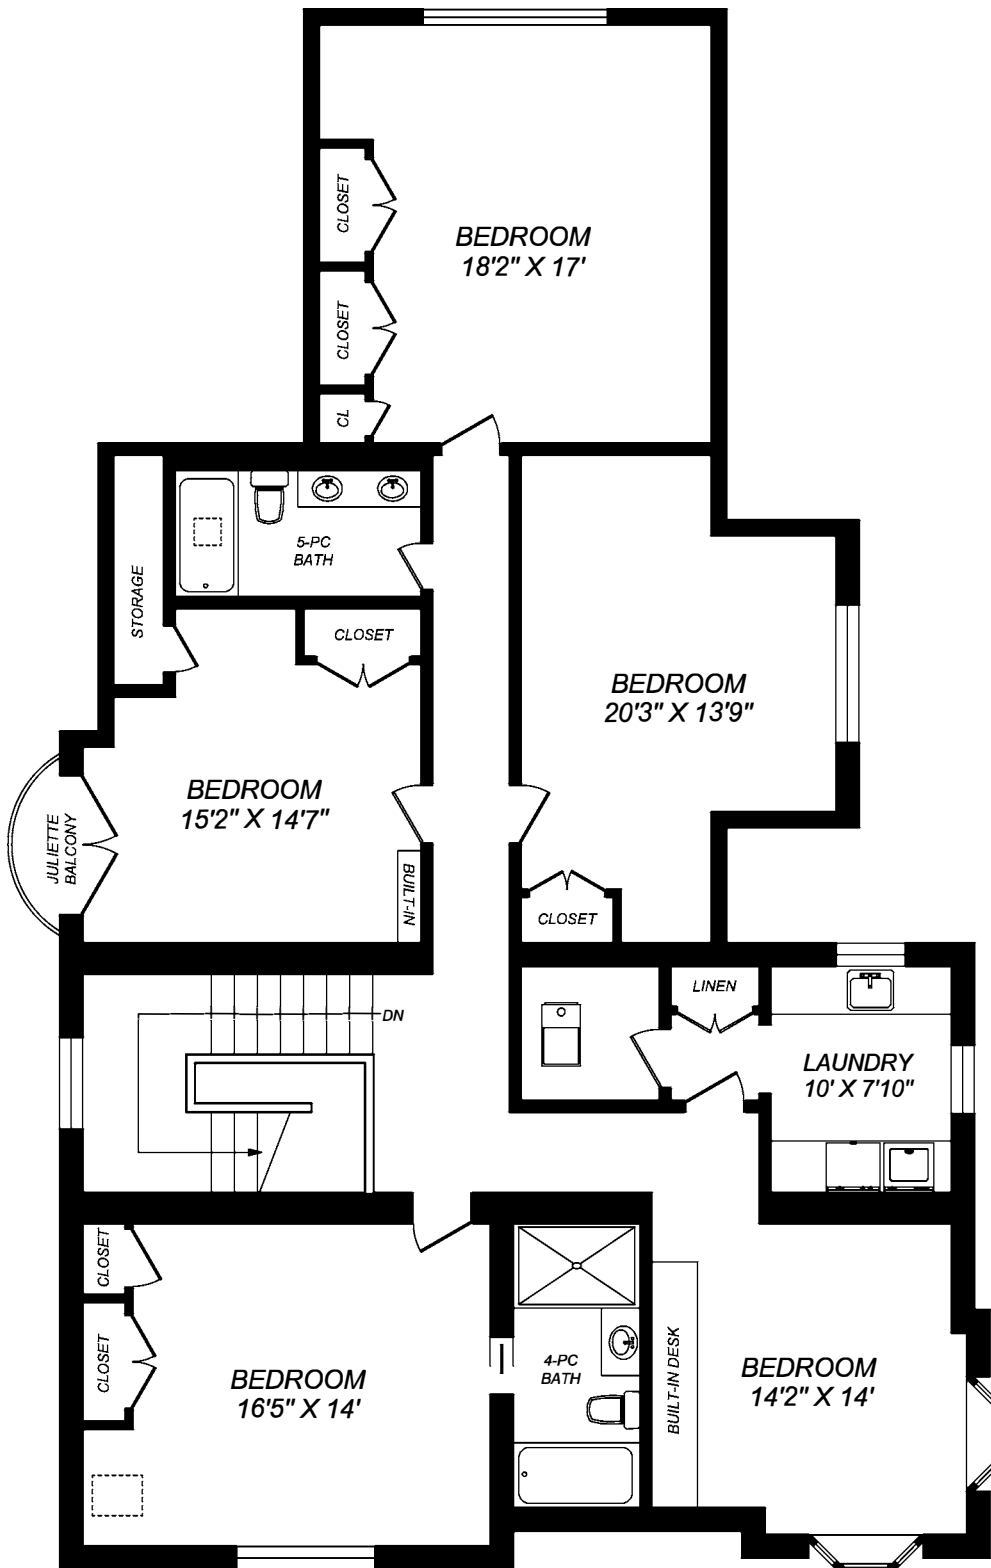 CLOSET
BEDROOM
18'2" X 17'
CLOSET
CL
5-PC
BATH
STORAGE
CLOSET
BEDROOM
20'3" X 13'9"
BEDROOM
15'2" X 14'7"
JULIETTE
BALCONY
BUILT-IN
CLOSET
LINEN
DN
LAUNDRY
10' X 7'10"
CLOSET
CLOSET
BEDROOM
16'5" X 14'
4-PC
BATH
BUILT-IN DESK
BEDROOM
14'2" X 14'